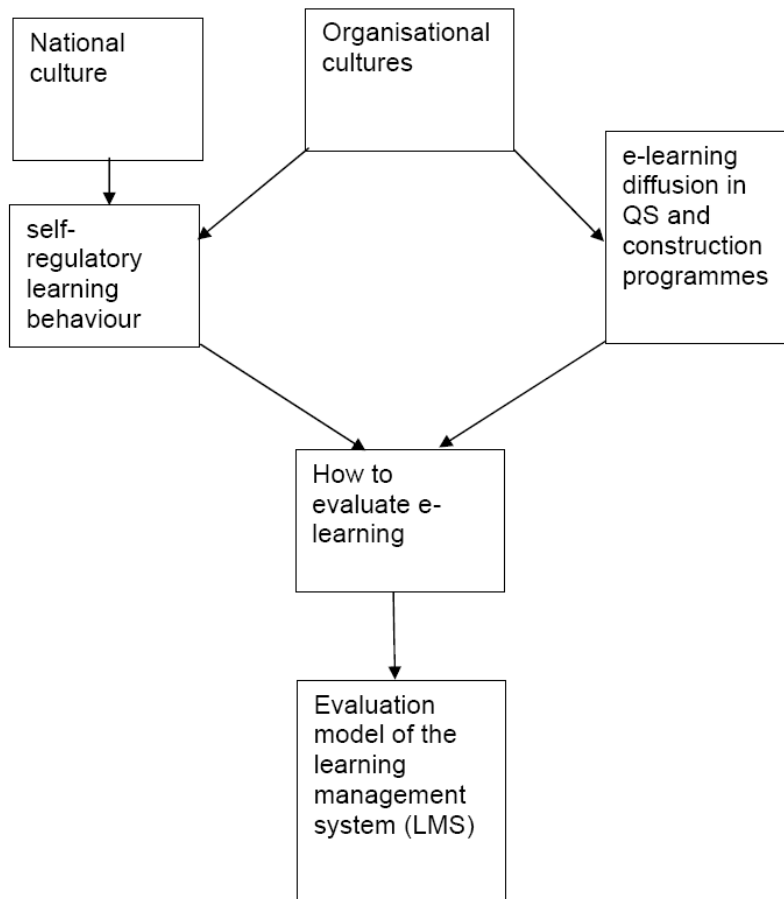 National
culture
Organisational
cultures
e-learning
diffusion in
QS and
construction
programmes
self-
regulatory
learning
behaviour
How to
evaluate e-
learning
Evaluation
model of the
learning
management
system (LMS)